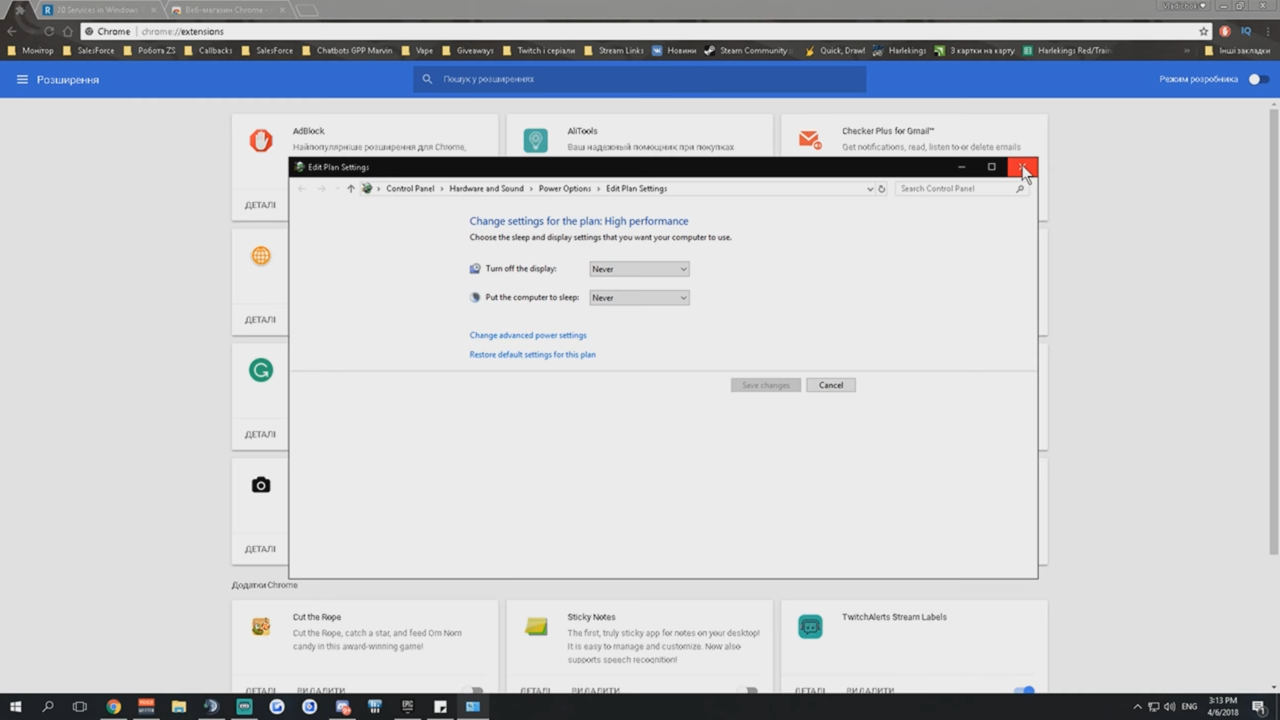 20 Services in Windows
Веб-магазин Chrome -
Vladichok
Chrome | chrome://extensions
Монітор
SalesForce
Робота ZS
Callbacks
SalesForce
Chatbots GPP Marvin
Vape
Giveaways
Twitch і серіали
Stream Links
Новини
Steam Community
Quick, Draw!
Harlekings
З картки на карту
Harlekings Red/Train
»
Інші закладки
Розширення
Пошук у розширеннях
Режим розробника
AdBlock
Найпопулярніше розширення для Chrome,
AliTools
Ваш надежный помощник при покупках
Checker Plus for Gmail™
Get notifications, read, listen to or delete emails
ДЕТАЛІ
ДЕТАЛІ
ДЕТАЛІ
ДЕТАЛІ
Edit Plan Settings
Control Panel > Hardware and Sound > Power Options > Edit Plan Settings
Search Control Panel
Change settings for the plan: High performance
Choose the sleep and display settings that you want your computer to use.
Turn off the display: Never
Put the computer to sleep: Never
Change advanced power settings
Restore default settings for this plan
Save changes
Cancel
Додатки Chrome
Cut the Rope
Cut the Rope, catch a star, and feed Om Nom
candy in this award-winning game!
Sticky Notes
The first, truly sticky app for notes on your desktop!
It is easy to manage and customize. Now also
supports speech recognition!
TwitchAlerts Stream Labels
ДЕТАЛІ ВИДАЛИТИ
ДЕТАЛІ ВИДАЛИТИ
ДЕТАЛІ ВИДАЛИТИ
ENG
3:13 PM
4/6/2018